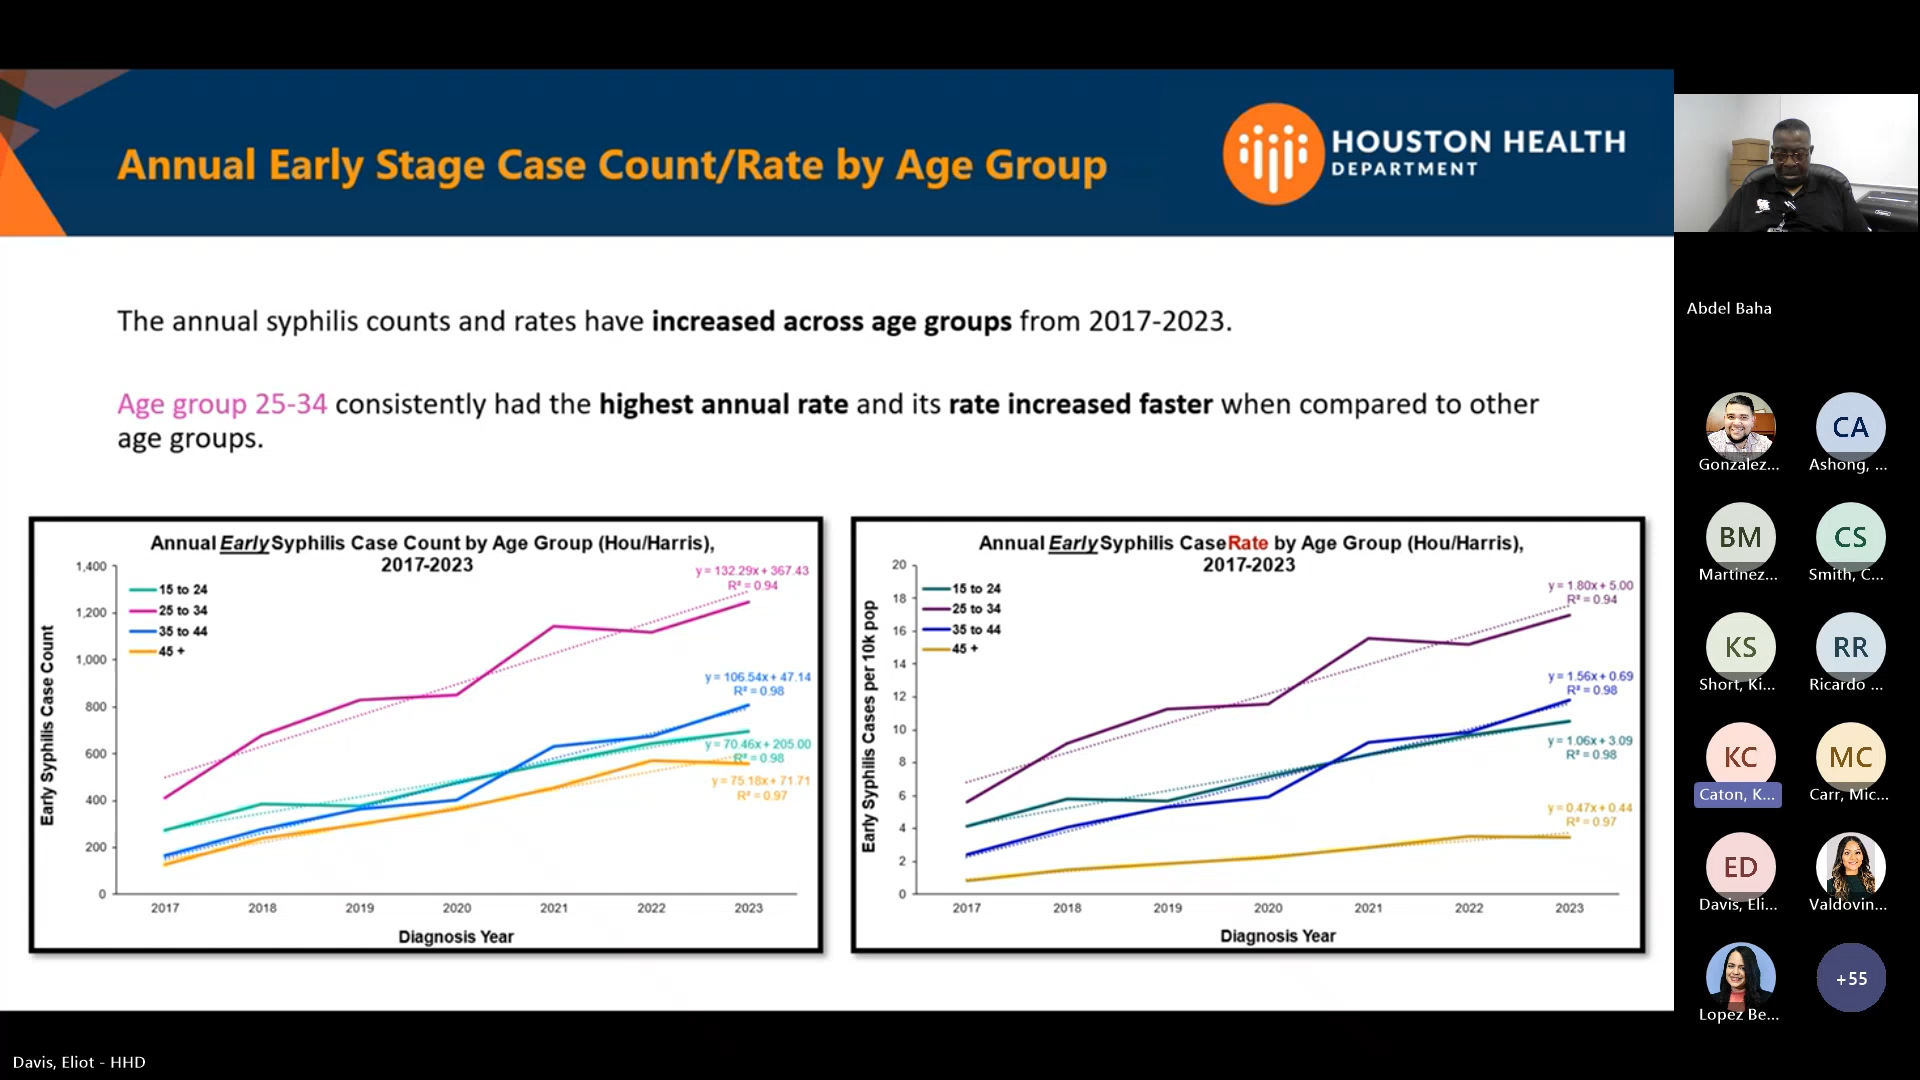 Annual Early Stage Case Count/Rate by Age Group
HOUSTON HEALTH
DEPARTMENT
The annual syphilis counts and rates have increased across age groups from 2017-2023.
Age group 25-34 consistently had the highest annual rate and its rate increased faster when compared to other
age groups.
Annual Early Syphilis Case Count by Age Group (Hou/Harris),
2017-2023
1,400
1,200
1,000
800
600
400
200
0
Early Syphilis Case Count
15 to 24
25 to 34
35 to 44
45 +
y = 132.29x + 367.43
R² = 0.94
y = 106.54x + 47.14
R² = 0.98
y = 70.46x + 205.00
R² = 0.98
y = 75.18x + 71.71
R² = 0.97
2017 2018 2019 2020 2021 2022 2023
Diagnosis Year
Annual Early Syphilis Case Rate by Age Group (Hou/Harris),
2017-2023
20
18
16
14
12
10
8
6
4
2
0
Early Syphilis Cases per 10k pop
15 to 24
25 to 34
35 to 44
45 +
y = 1.80x + 5.00
R² = 0.94
y = 1.56x + 0.69
R² = 0.98
y = 1.06x + 3.09
R² = 0.98
y = 0.47x + 0.44
R² = 0.97
2017 2018 2019 2020 2021 2022 2023
Diagnosis Year
Abdel Baha
CA
Gonzalez... Ashong, ...
BM CS
Martinez... Smith, C...
KS RR
Short, Ki... Ricardo ...
KC MC
Caton, K... Carr, Mic...
ED
Davis, Eli... Valdovin...
+55
Lopez Be...
Davis, Eliot - HHD